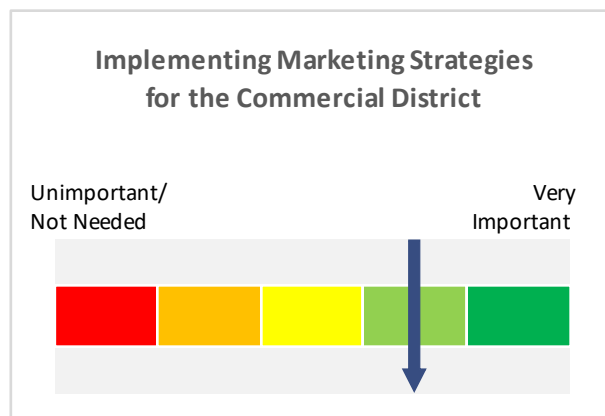 Implementing Marketing Strategies
for the Commercial District
Unimportant/
Not Needed
Very
Important